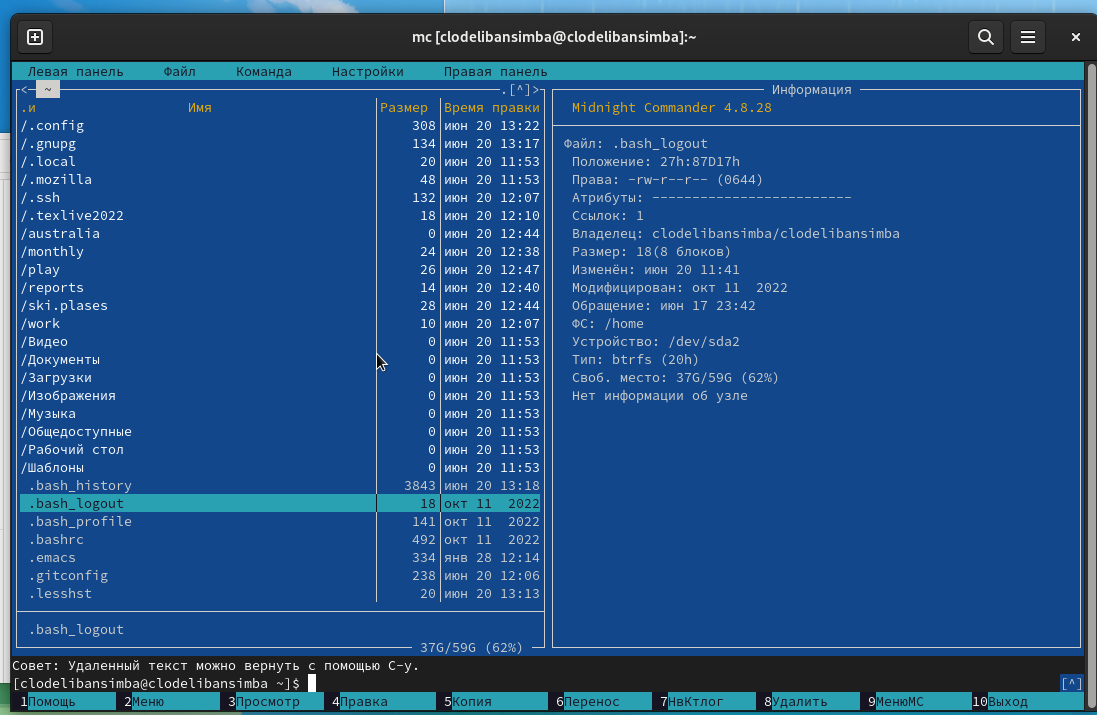 mc [clodelibansimba@clodelibansimba]:~
Левая панель Файл Команда Настройки Правая панель
<─ ~ .[^]>
.и Имя Размер Время правки
/.config 308 июн 20 13:22
/.gnupg 134 июн 20 13:17
/.local 20 июн 20 11:53
/.mozilla 48 июн 20 11:53
/.ssh 132 июн 20 12:07
/.texlive2022 18 июн 20 12:10
/australia 0 июн 20 12:44
/monthly 24 июн 20 12:38
/play 26 июн 20 12:47
/reports 14 июн 20 12:40
/ski.plases 28 июн 20 12:44
/work 10 июн 20 12:07
/Видео 0 июн 20 11:53
/Документы 0 июн 20 11:53
/Загрузки 0 июн 20 11:53
/Изображения 0 июн 20 11:53
/Музыка 0 июн 20 11:53
/Общедоступные 0 июн 20 11:53
/Рабочий стол 0 июн 20 11:53
/Шаблоны 0 июн 20 11:53
.bash_history 3843 июн 20 13:18
.bash_logout 18 окт 11 2022
.bash_profile 141 окт 11 2022
.bashrc 492 окт 11 2022
.emacs 334 янв 28 12:14
.gitconfig 238 июн 20 12:06
.lesshst 20 июн 20 13:13
.bash_logout
37G/59G (62%)
Информация
Midnight Commander 4.8.28
Файл: .bash_logout
Положение: 27h:87D17h
Права: -rw-r--r-- (0644)
Атрибуты: -------------------------
Ссылок: 1
Владелец: clodelibansimba/clodelibansimba
Размер: 18(8 блоков)
Изменён: июн 20 11:41
Модифицирован: окт 11 2022
Обращение: июн 17 23:42
ФС: /home
Устройство: /dev/sda2
Тип: btrfs (20h)
Своб. место: 37G/59G (62%)
Нет информации об узле
Совет: Удаленный текст можно вернуть с помощью C-y.
[clodelibansimba@clodelibansimba ~]$ [^]
1Помощь 2Меню 3Просмотр 4Правка 5Копия 6Перенос 7НвКтлог 8Удалить 9МенюMC 10Выход